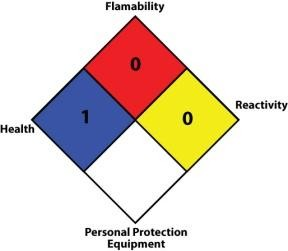 Flamability
0
1
0
Health
Reactivity
Personal Protection
Equipment